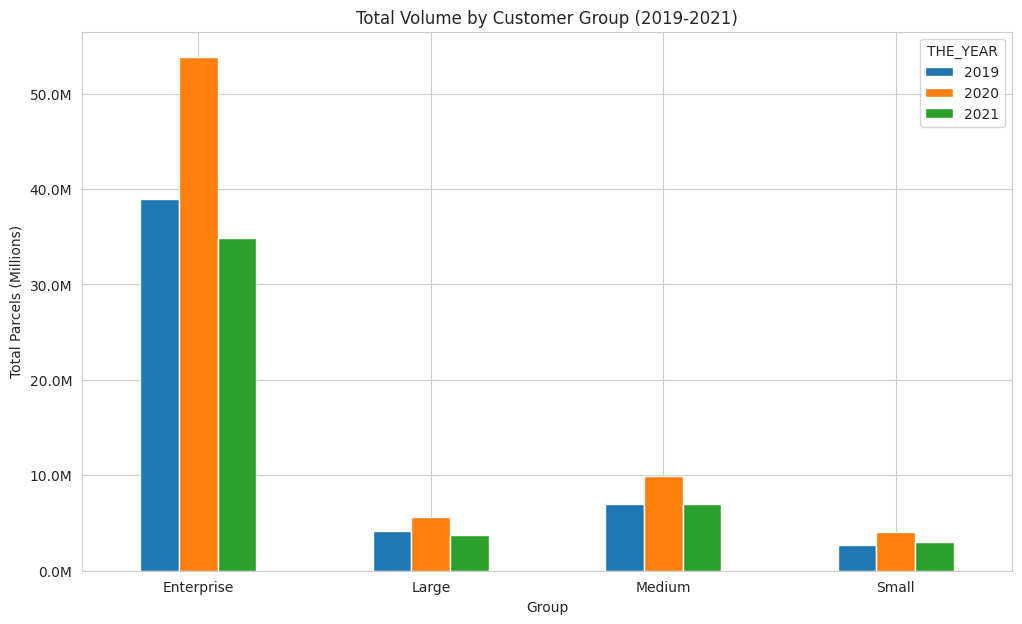 Total Volume by Customer Group (2019-2021)
THE_YEAR
2019
2020
2021
50.0M
40.0M
30.0M
20.0M
10.0M
0.0M
Total Parcels (Millions)
Enterprise
Large
Medium
Small
Group